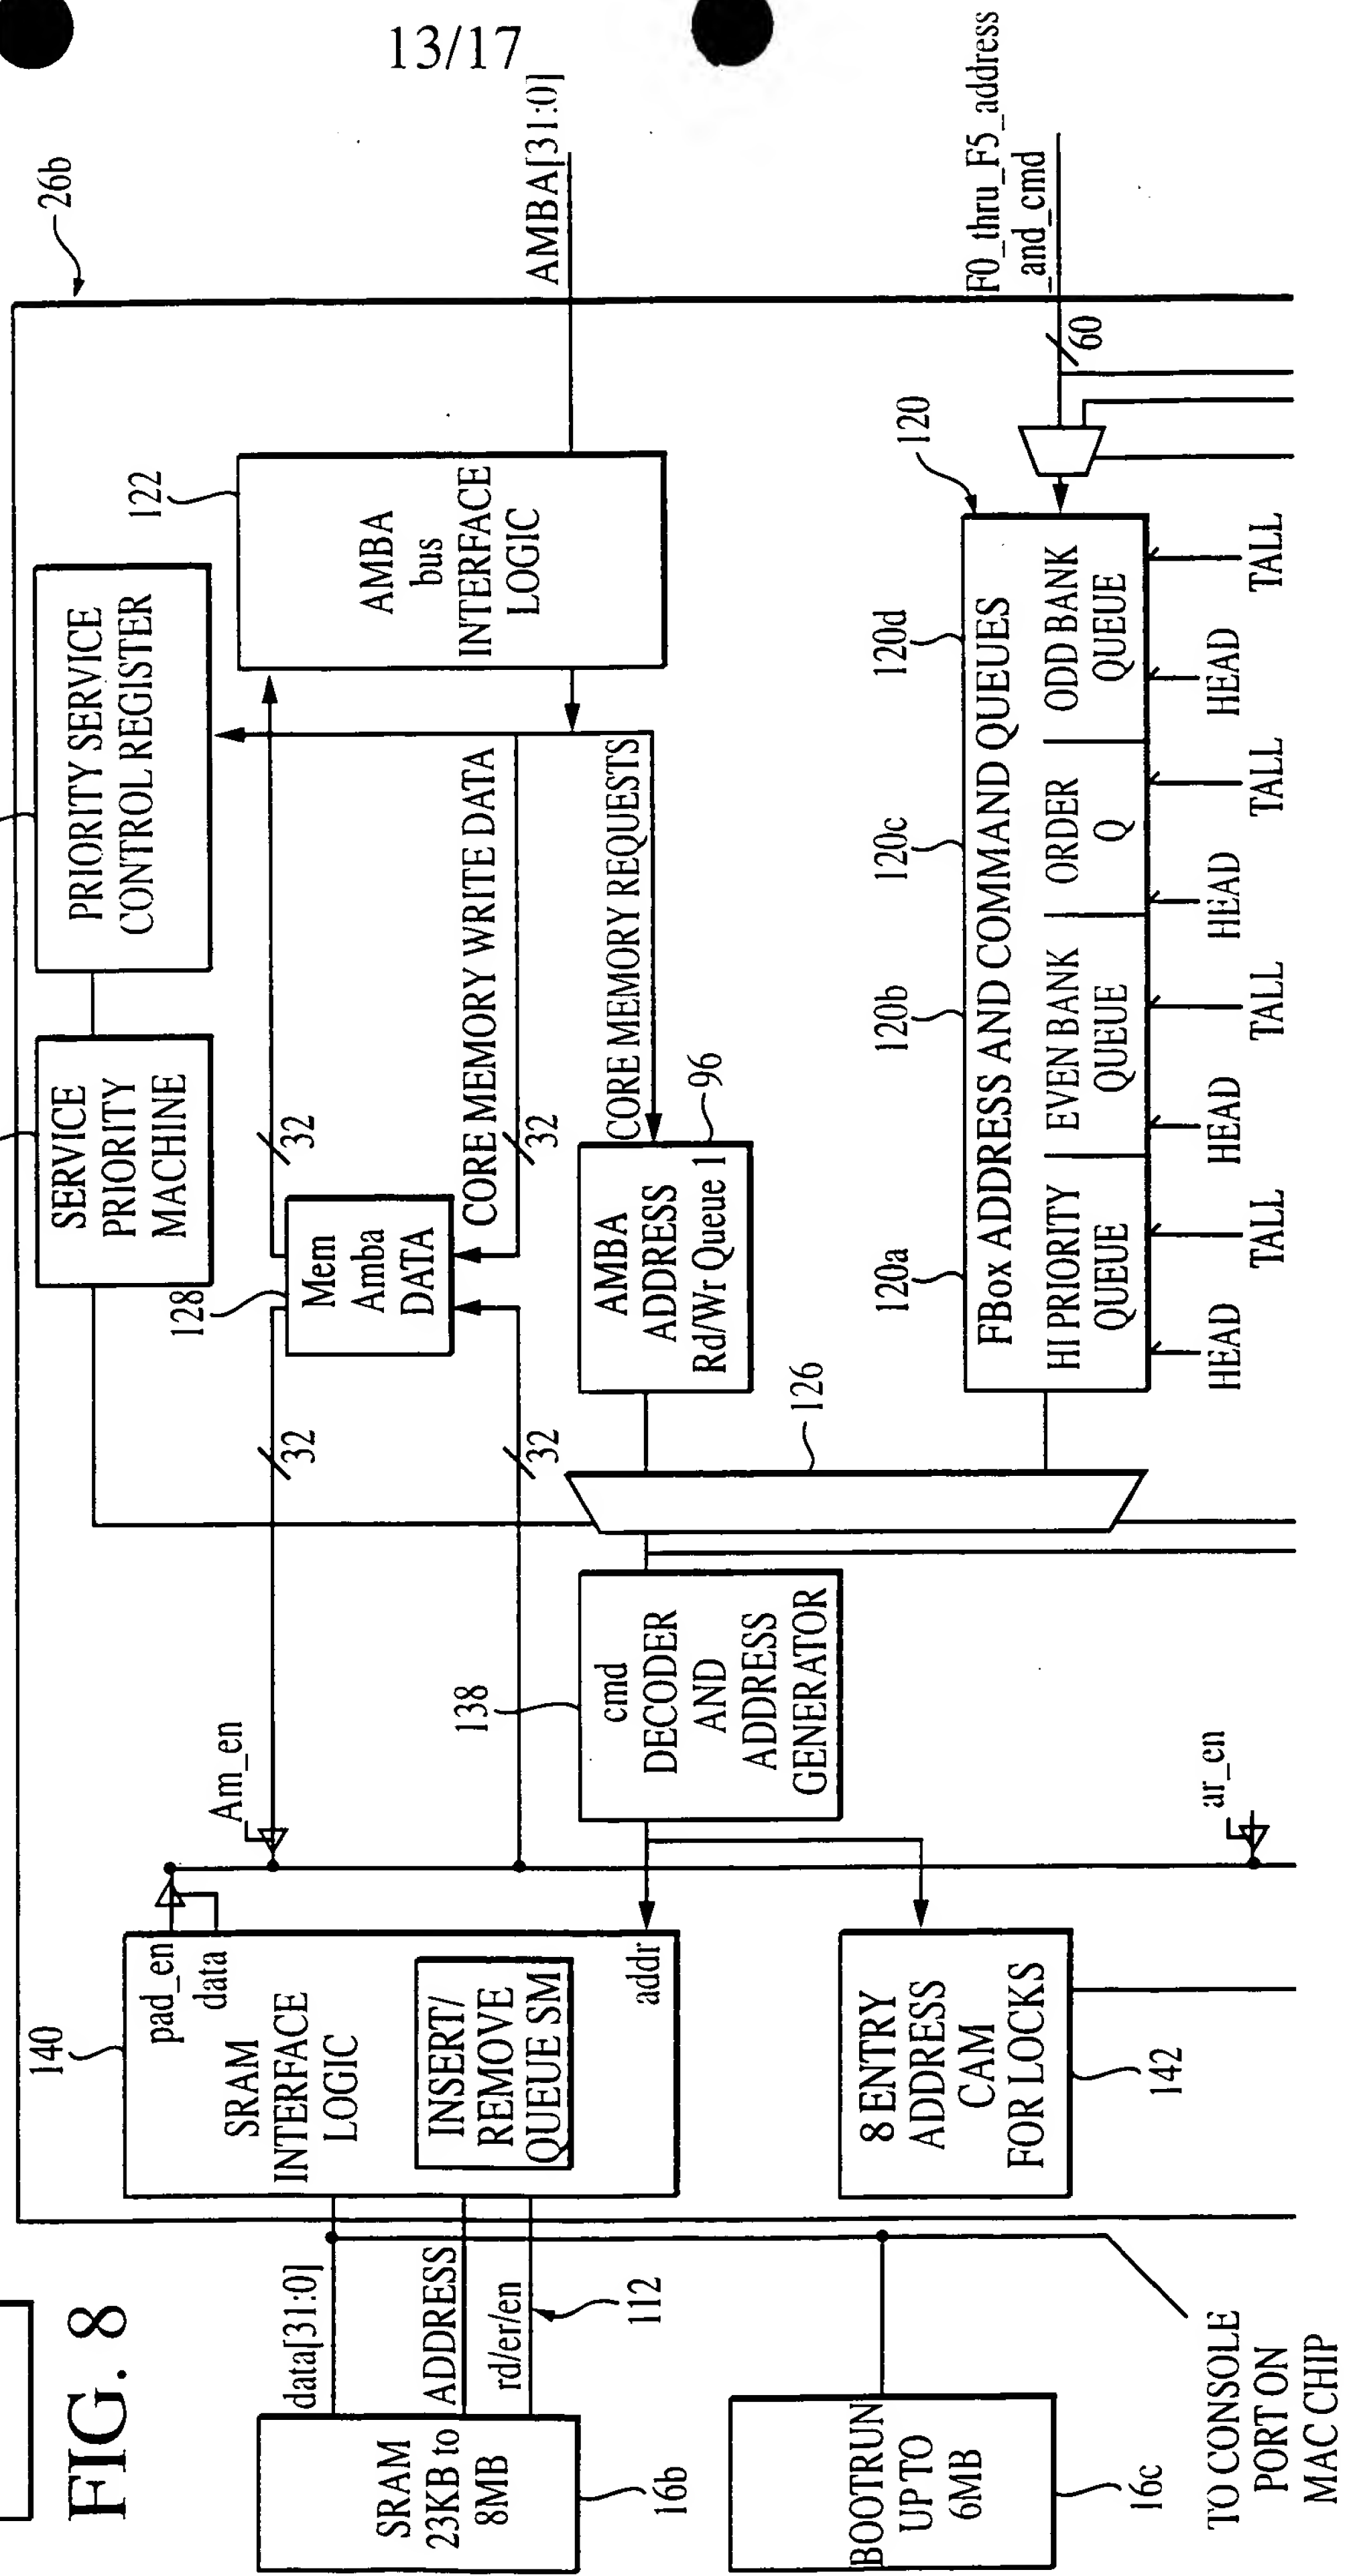 13/17
FIG. 8
26b
PRIORITY SERVICE
CONTROL REGISTER
SERVICE
PRIORITY
MACHINE
122
AMBA
bus
INTERFACE
LOGIC
AMBA[31:0]
128
Mem
Amba
DATA
32
32
32
32
CORE MEMORY WRITE DATA
CORE MEMORY REQUESTS
96
AMBA
ADDRESS
Rd/Wr Queue 1
F0_thru_F5_address
_and_cmd
60
120
FBox ADDRESS AND COMMAND QUEUES
120a
120b
120c
120d
HI PRIORITY
QUEUE
EVEN BANK
QUEUE
ORDER
Q
ODD BANK
QUEUE
HEAD
TALL
HEAD
TALL
HEAD
TALL
HEAD
TALL
126
138
cmd
DECODER
AND
ADDRESS
GENERATOR
Am_en
ar_en
140
pad_en
data
SRAM
INTERFACE
LOGIC
INSERT/
REMOVE
QUEUE SM
addr
8 ENTRY
ADDRESS
CAM
FOR LOCKS
142
data[31:0]
ADDRESS
rd/er/en
112
SRAM
23KB to
8MB
16b
BOOTRUN
UP TO
6MB
16c
TO CONSOLE
PORT ON
MAC CHIP